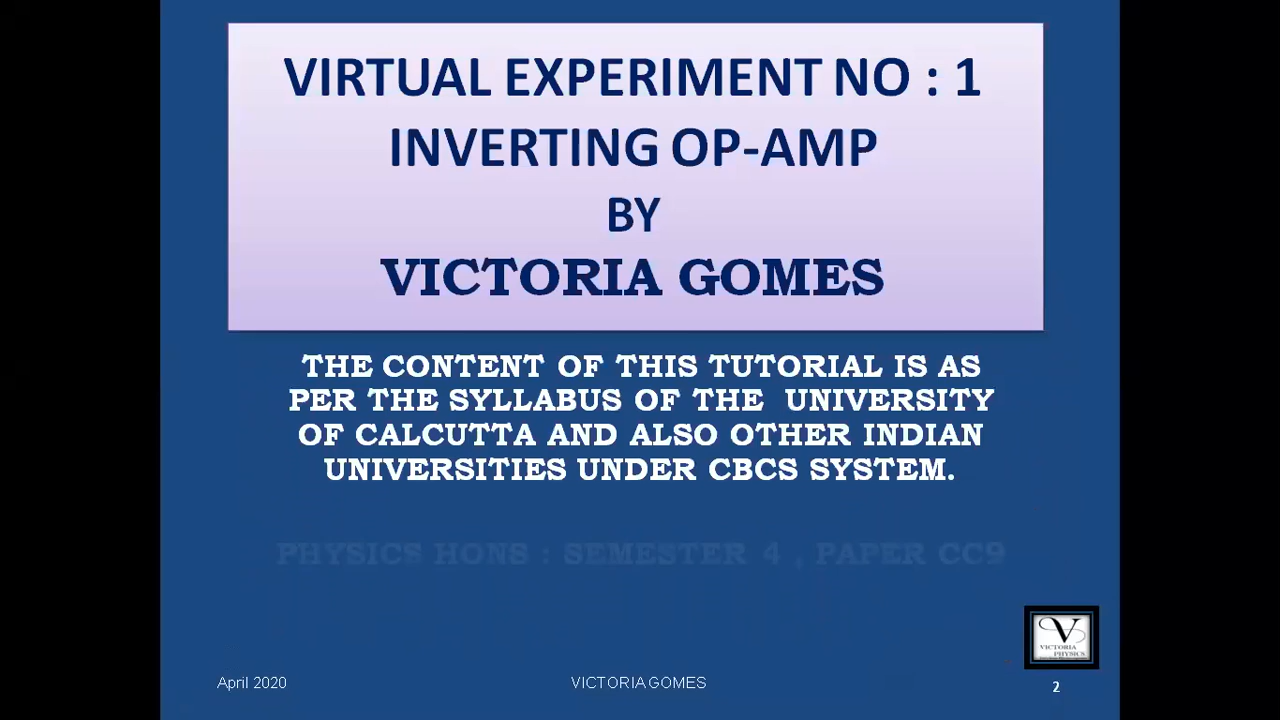 VIRTUAL EXPERIMENT NO : 1
INVERTING OP-AMP
BY
VICTORIA GOMES
THE CONTENT OF THIS TUTORIAL IS AS
PER THE SYLLABUS OF THE UNIVERSITY
OF CALCUTTA AND ALSO OTHER INDIAN
UNIVERSITIES UNDER CBCS SYSTEM.
PHYSICS HONS : SEMESTER 4 , PAPER CC9
V
VICTORIA
PHYSICS
April 2020
VICTORIA GOMES
2